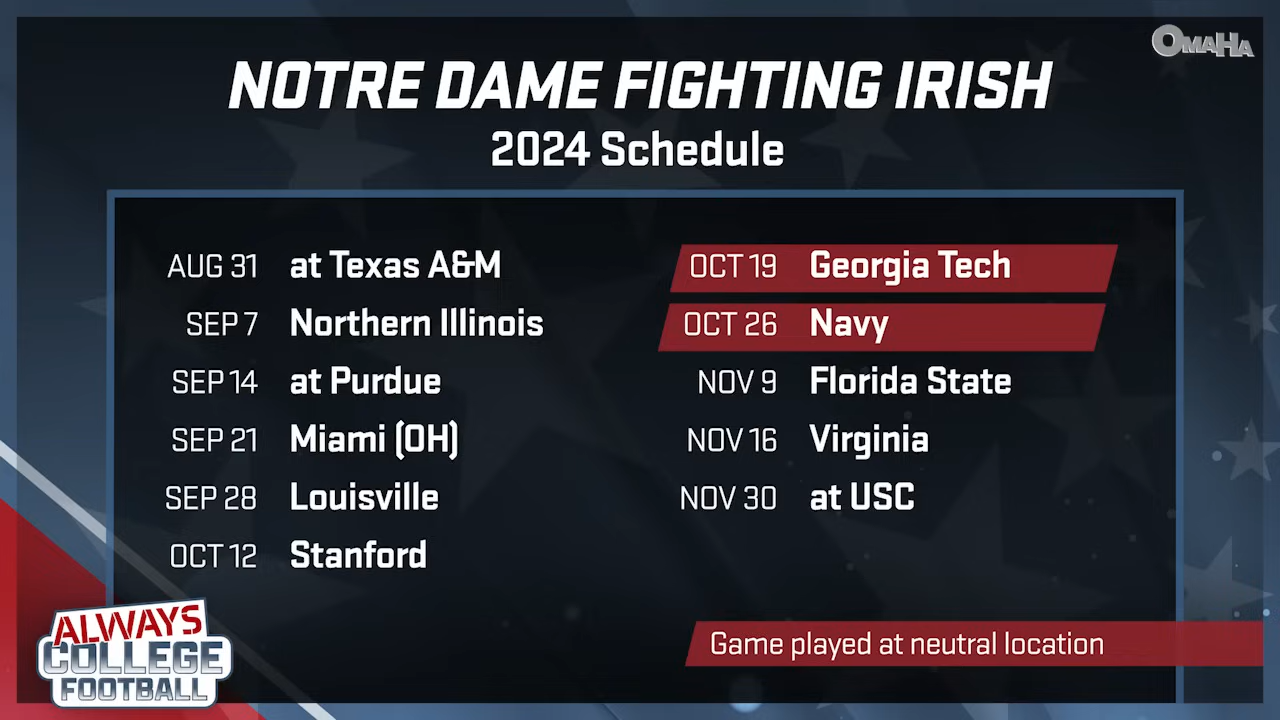 OMAHA
NOTRE DAME FIGHTING IRISH
2024 Schedule
AUG 31 at Texas A&M
SEP 7 Northern Illinois
SEP 14 at Purdue
SEP 21 Miami (OH)
SEP 28 Louisville
OCT 12 Stanford
OCT 19 Georgia Tech
OCT 26 Navy
NOV 9 Florida State
NOV 16 Virginia
NOV 30 at USC
Game played at neutral location
ALWAYS
COLLEGE
FOOTBALL